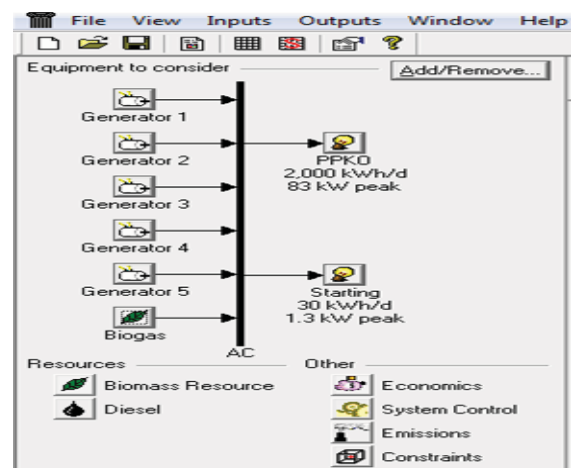 File View Inputs Outputs Window Help
Equipment to consider
Add/Remove...
Generator 1
Generator 2
PPKO
2,000 kWh/d
83 kW peak
Generator 3
Generator 4
Generator 5
Starting
30 kWh/d
1.3 kW peak
Biogas
AC
Resources
Other
Biomass Resource
Economics
Diesel
System Control
Emissions
Constraints